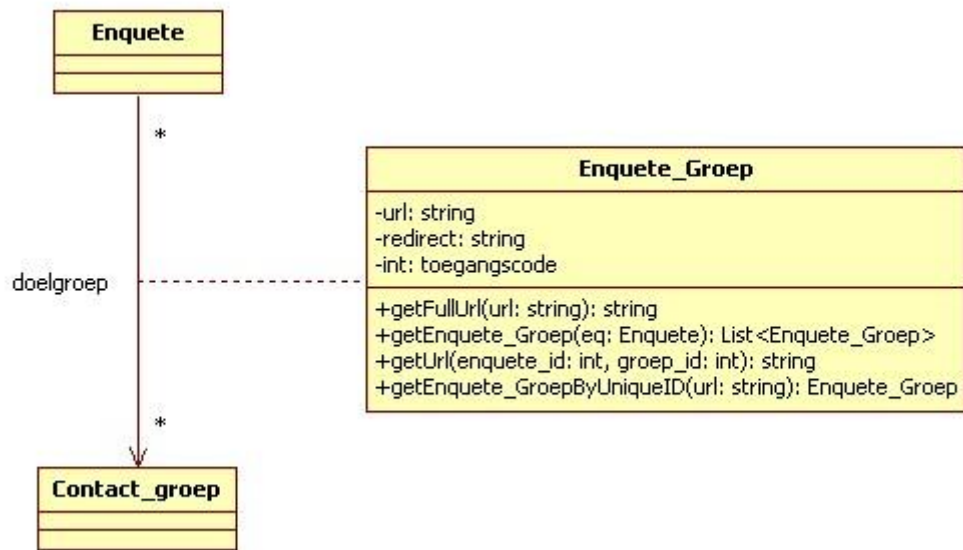 Enquete
*
Enquete_Groep
-url: string
-redirect: string
-int: toegangscode
doelgroep
+getFullUrl(url: string): string
+getEnquete_Groep(eq: Enquete): List<Enquete_Groep>
+getUrl(enquete_id: int, groep_id: int): string
+getEnquete_GroepByUniqueID(url: string): Enquete_Groep
*
Contact_groep